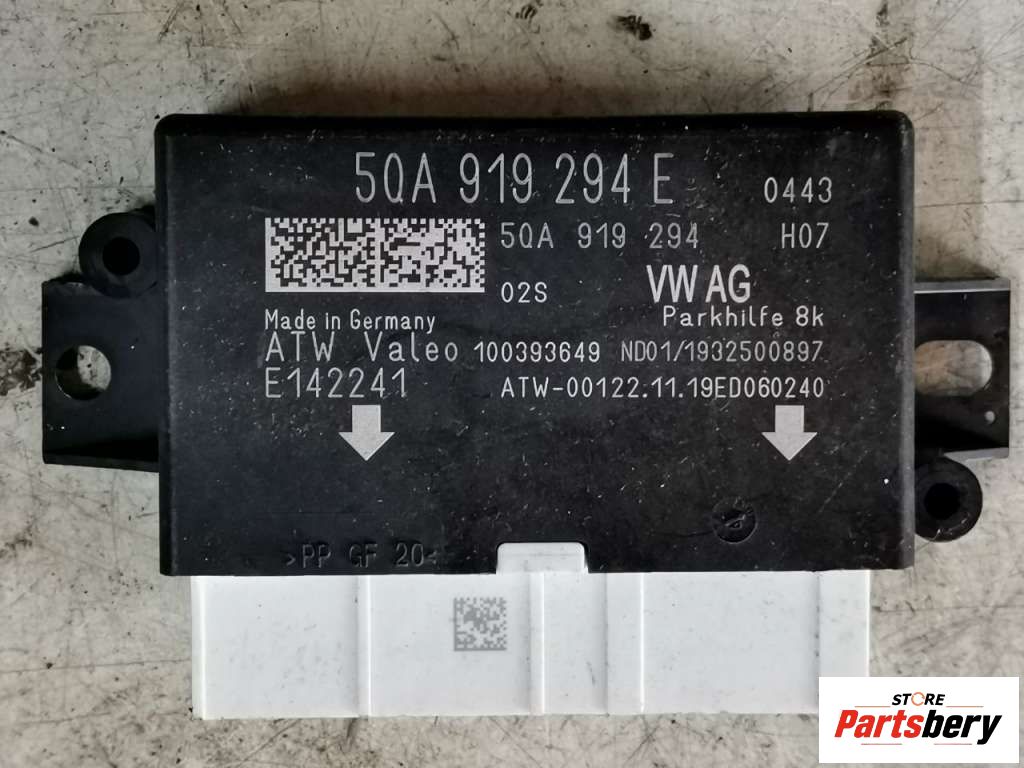 5QA 919 294 E 0443
5QA 919 294 H07
02S VW AG
Made in Germany Parkhilfe 8k
ATW Valeo 100393649 ND01/1932500897
E142241 ATW-00122.11.19ED060240
>PP GF 20<
STORE
Partsbery